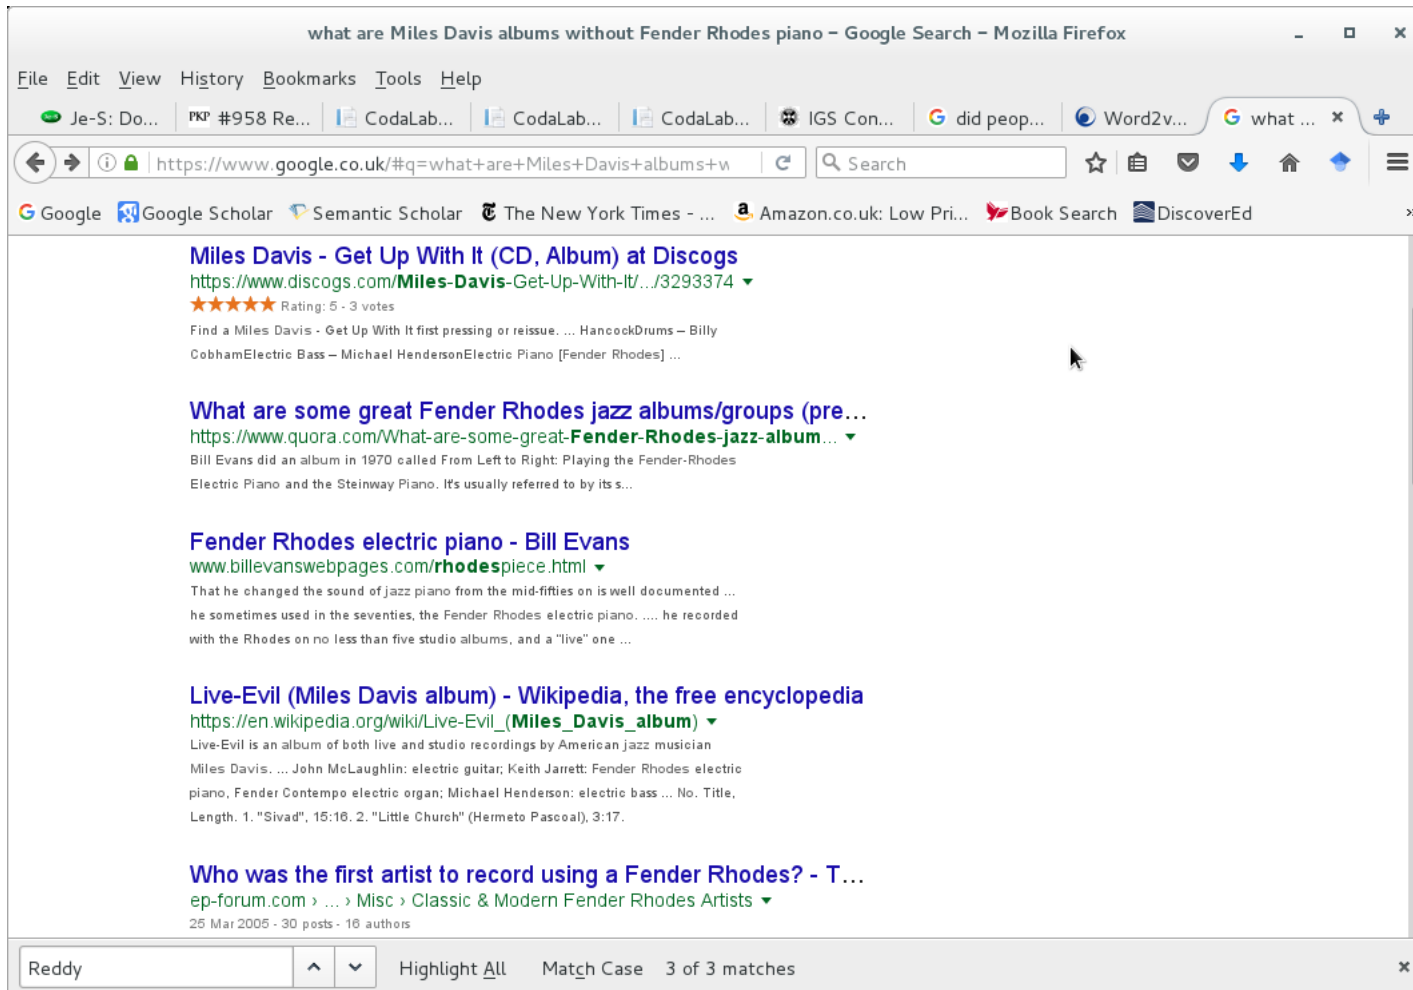 what are Miles Davis albums without Fender Rhodes piano – Google Search – Mozilla Firefox
File Edit View History Bookmarks Tools Help
Je-S: Do... PKP #958 Re... CodaLab... CodaLab... CodaLab... IGS Con... G did peop... Word2v... G what ...
https://www.google.co.uk/#q=what+are+Miles+Davis+albums+w Search
G Google Google Scholar Semantic Scholar The New York Times - ... Amazon.co.uk: Low Pri... Book Search DiscoverEd »
Miles Davis - Get Up With It (CD, Album) at Discogs
https://www.discogs.com/Miles-Davis-Get-Up-With-It/.../3293374
Rating: 5 - 3 votes
Find a Miles Davis - Get Up With It first pressing or reissue. ... HancockDrums – Billy
CobhamElectric Bass – Michael HendersonElectric Piano [Fender Rhodes] ...
What are some great Fender Rhodes jazz albums/groups (pre...
https://www.quora.com/What-are-some-great-Fender-Rhodes-jazz-album...
Bill Evans did an album in 1970 called From Left to Right: Playing the Fender-Rhodes
Electric Piano and the Steinway Piano. It's usually referred to by its s...
Fender Rhodes electric piano - Bill Evans
www.billevanswebpages.com/rhodespiece.html
That he changed the sound of jazz piano from the mid-fifties on is well documented ...
he sometimes used in the seventies, the Fender Rhodes electric piano. .... he recorded
with the Rhodes on no less than five studio albums, and a "live" one ...
Live-Evil (Miles Davis album) - Wikipedia, the free encyclopedia
https://en.wikipedia.org/wiki/Live-Evil_(Miles_Davis_album)
Live-Evil is an album of both live and studio recordings by American jazz musician
Miles Davis. ... John McLaughlin: electric guitar; Keith Jarrett: Fender Rhodes electric
piano, Fender Contempo electric organ; Michael Henderson: electric bass ... No. Title,
Length. 1. "Sivad", 15:16. 2. "Little Church" (Hermeto Pascoal), 3:17.
Who was the first artist to record using a Fender Rhodes? - T...
ep-forum.com › ... › Misc › Classic & Modern Fender Rhodes Artists
25 Mar 2005 - 30 posts - 16 authors
Reddy Highlight All Match Case 3 of 3 matches